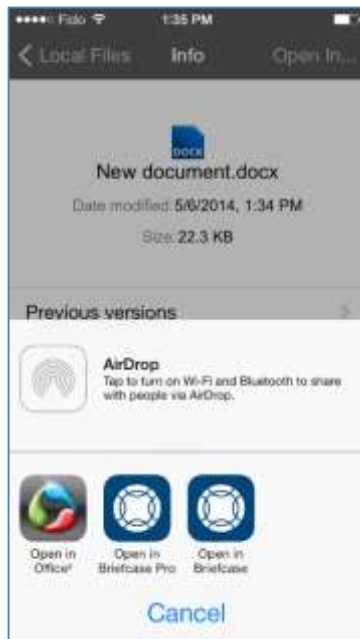 Fido 1:35 PM
Local Files Info Open In...
DOCX
New document.docx
Date modified: 5/6/2014, 1:34 PM
Size: 22.3 KB
Previous versions
AirDrop
Tap to turn on Wi-Fi and Bluetooth to share
with people via AirDrop.
Open in Open in Open in
Office² Briefcase Pro Briefcase
Cancel